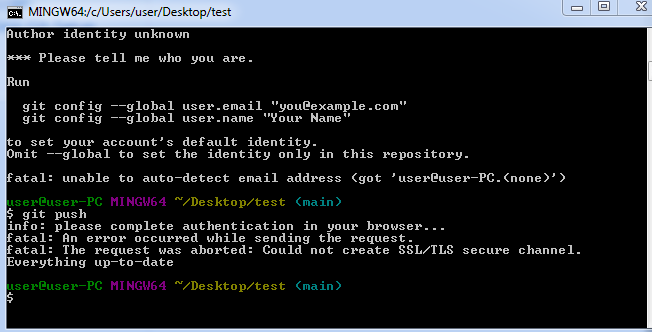 MINGW64:/c/Users/user/Desktop/test
Author identity unknown
*** Please tell me who you are.
Run
  git config --global user.email "you@example.com"
  git config --global user.name "Your Name"
to set your account's default identity.
Omit --global to set the identity only in this repository.
fatal: unable to auto-detect email address (got 'user@user-PC.(none)')
user@user-PC MINGW64 ~/Desktop/test (main)
$ git push
info: please complete authentication in your browser...
fatal: An error occurred while sending the request.
fatal: The request was aborted: Could not create SSL/TLS secure channel.
Everything up-to-date
user@user-PC MINGW64 ~/Desktop/test (main)
$